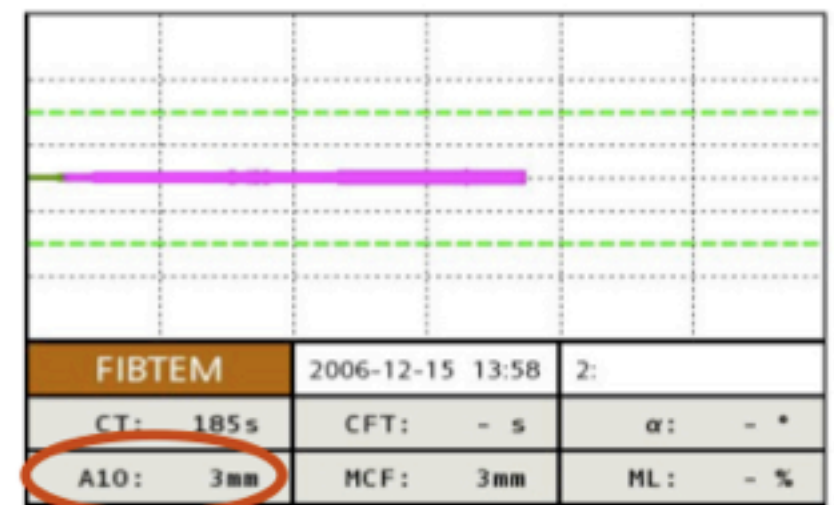 FIBTEM 2006-12-15 13:58 2:
CT: 185s CFT: - s α: - °
A10: 3mm MCF: 3mm ML: - %